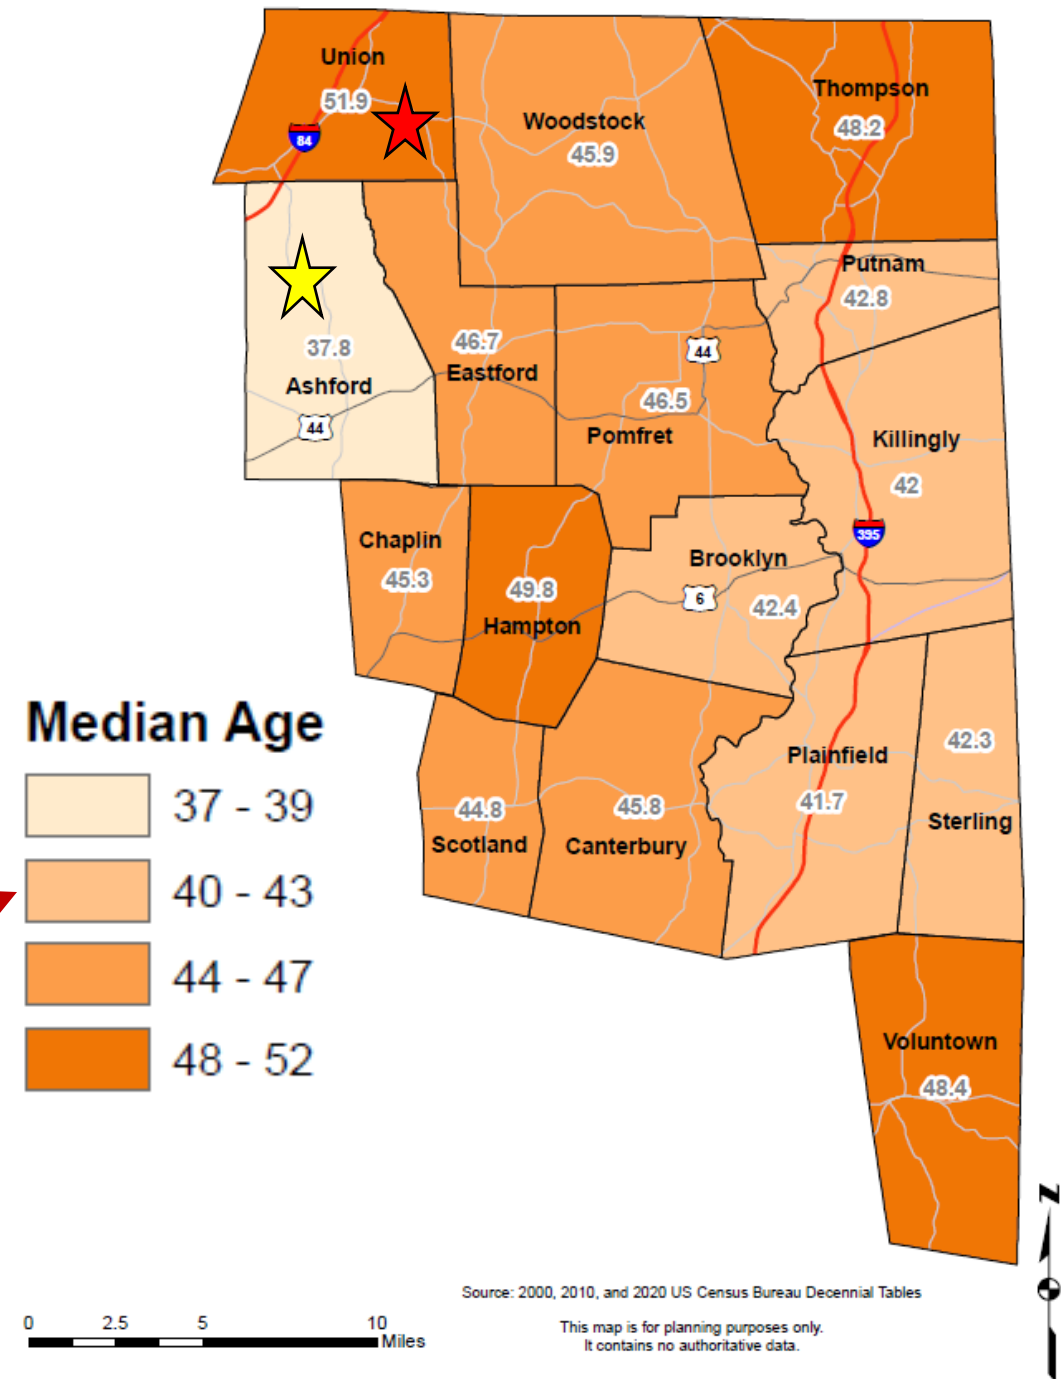 Union
51.9
84
Woodstock
45.9
Thompson
48.2
Putnam
42.8
37.8
Ashford
44
46.7
Eastford
44
46.5
Pomfret
Killingly
42
395
Chaplin
45.3
49.8
Hampton
Brooklyn
6
42.4
Median Age
37 - 39
40 - 43
44 - 47
48 - 52
44.8
Scotland
45.8
Canterbury
Plainfield
41.7
42.3
Sterling
Voluntown
48.4
N
Source: 2000, 2010, and 2020 US Census Bureau Decennial Tables
This map is for planning purposes only.
It contains no authoritative data.
0 2.5 5 10
Miles